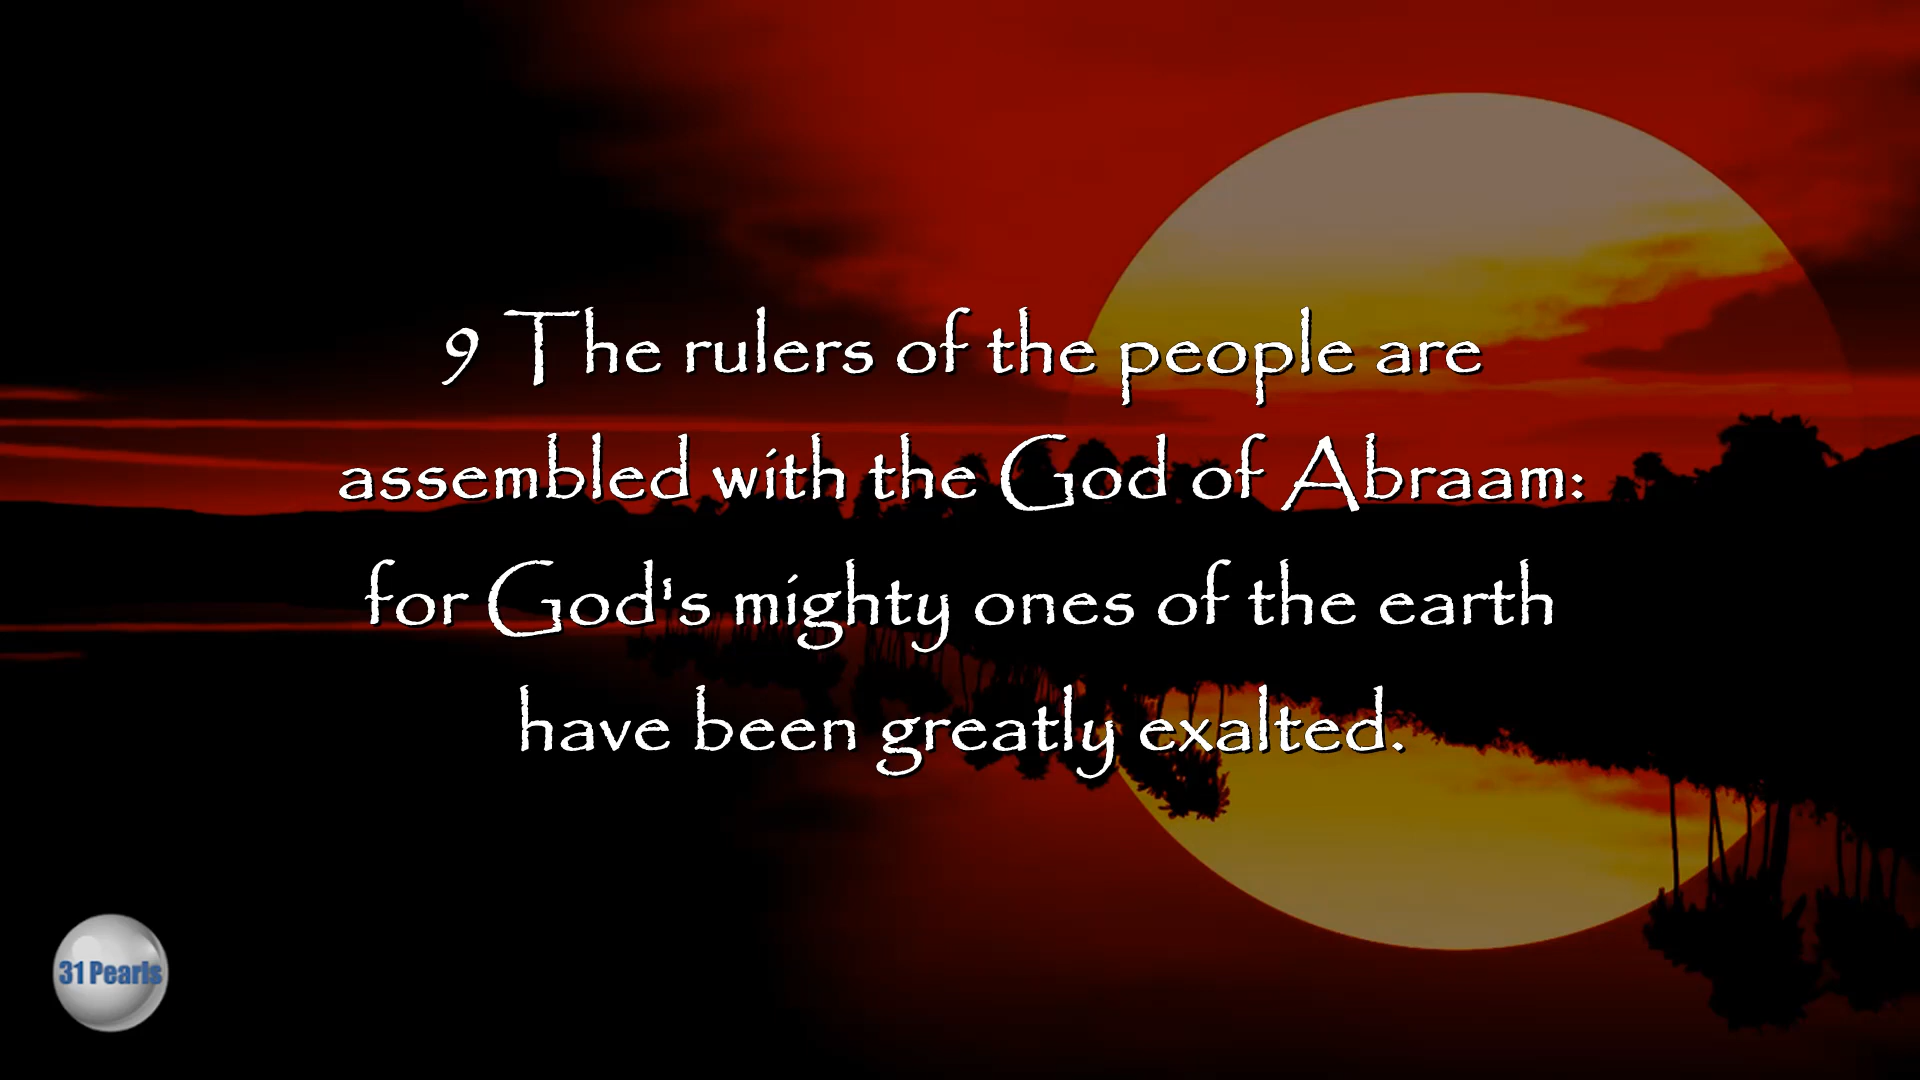 9 The rulers of the people are
assembled with the God of Abraam:
for God's mighty ones of the earth
have been greatly exalted.
31 Pearls